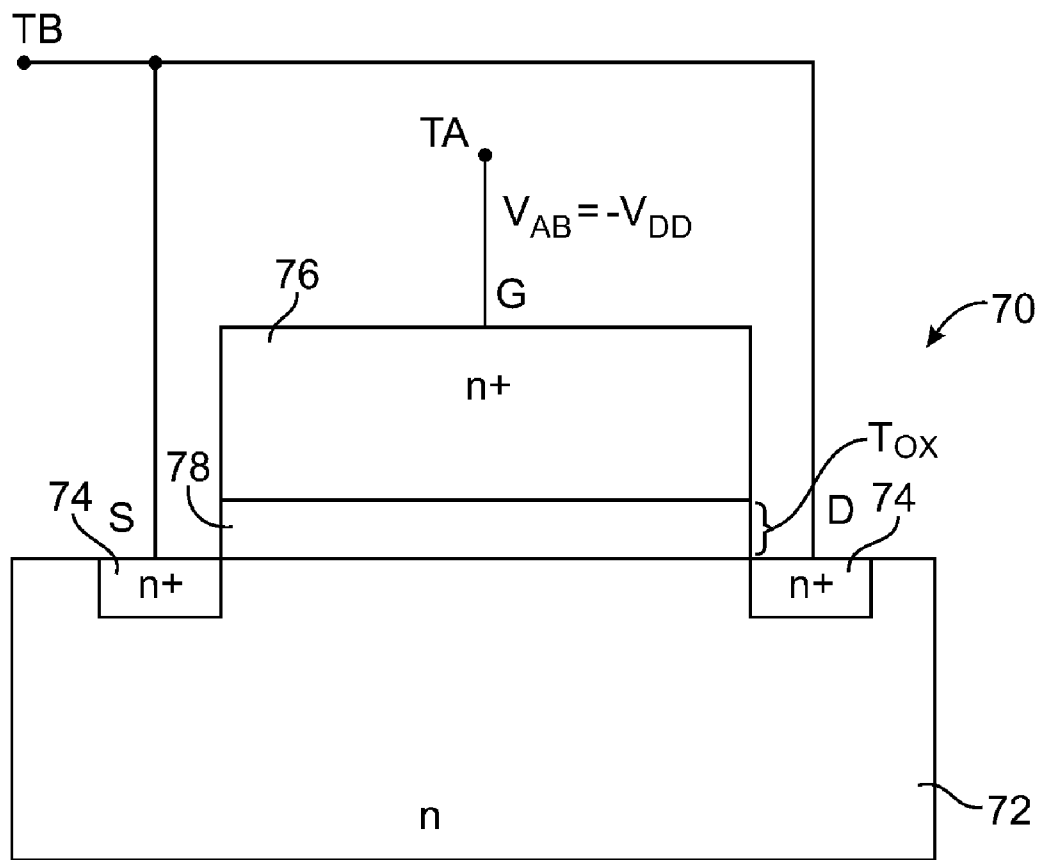 TB
TA
V_AB = -V_DD
76
G
70
n+
T_OX
78
74
S
D
74
n+
n+
n
72